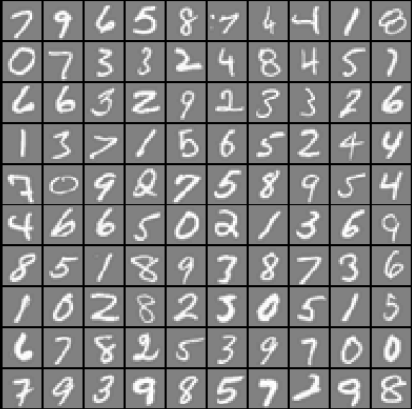 7 9 6 5 8 7 4 4 1 8
0 7 3 3 2 4 8 4 5 1
6 6 3 2 9 2 3 3 2 6
1 3 7 1 5 6 5 2 4 4
7 0 9 2 7 5 8 9 5 4
4 6 6 5 0 2 1 3 6 9
8 5 1 8 9 3 8 7 3 6
1 0 2 8 2 3 0 5 1 5
6 7 8 2 5 3 9 7 0 0
7 9 3 9 8 5 7 2 9 8